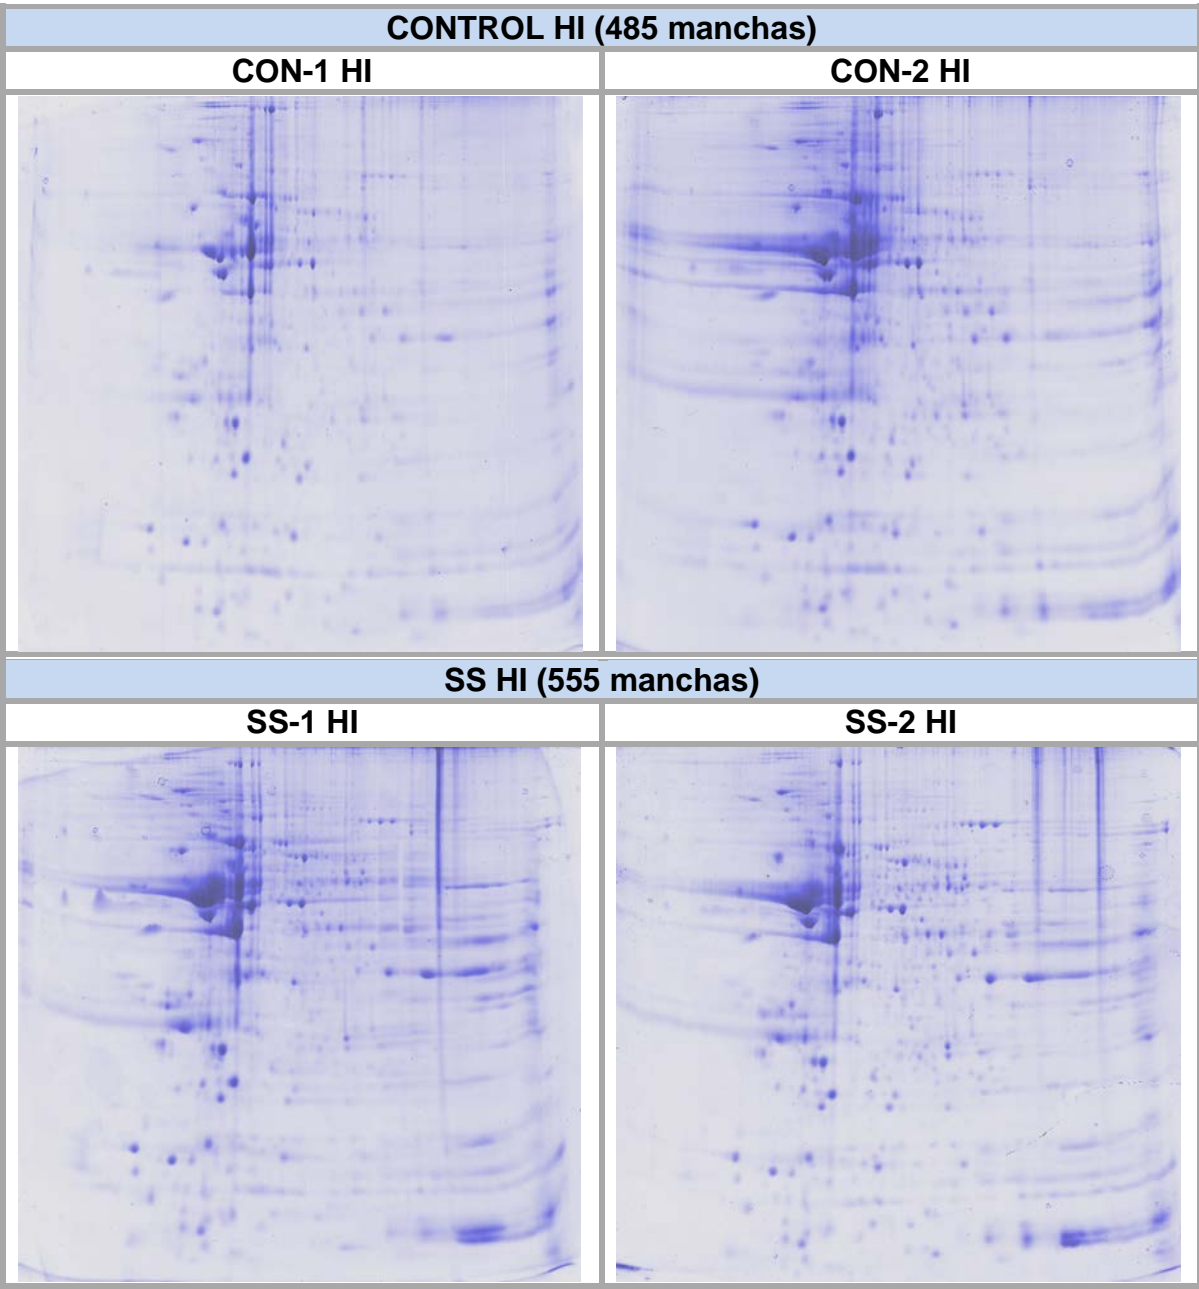 CONTROL HI (485 manchas)
CON-1 HI
CON-2 HI
SS HI (555 manchas)
SS-1 HI
SS-2 HI